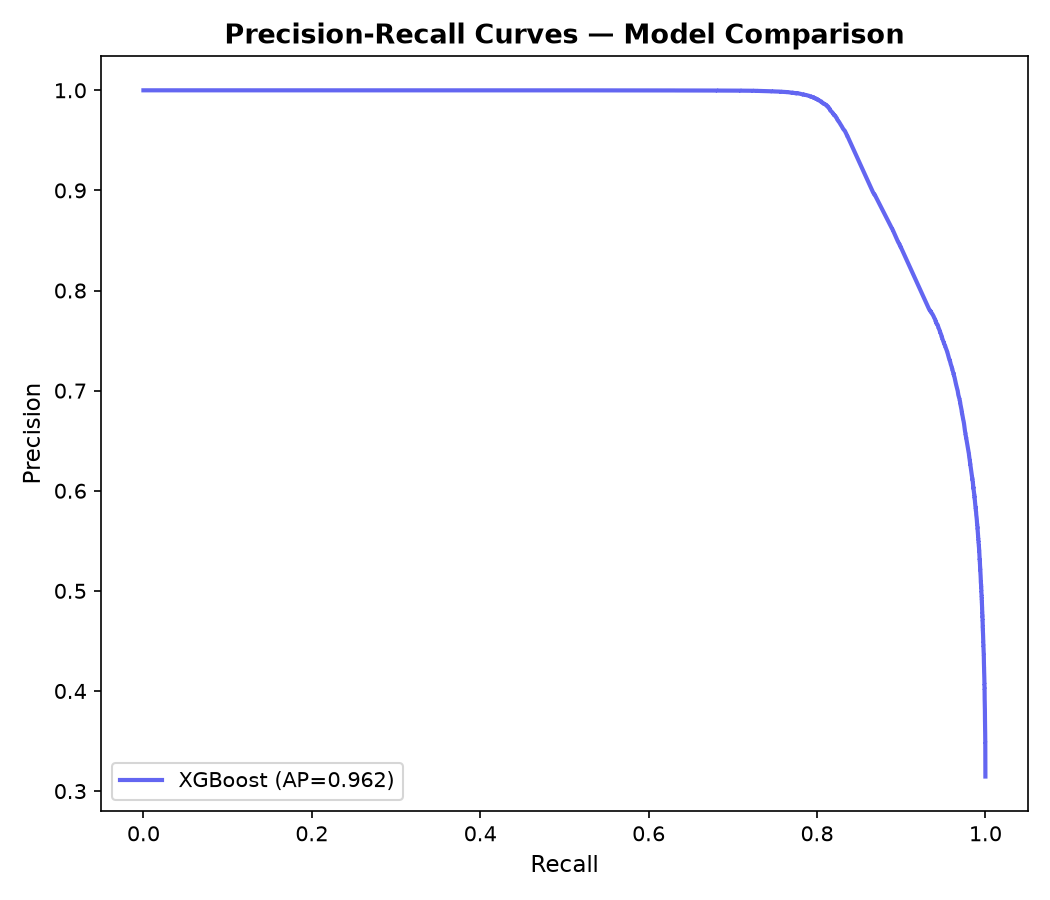 Precision-Recall Curves — Model Comparison
1.0
0.9
0.8
0.7
0.6
0.5
0.4
0.3
Precision
XGBoost (AP=0.962)
0.0 0.2 0.4 0.6 0.8 1.0
Recall